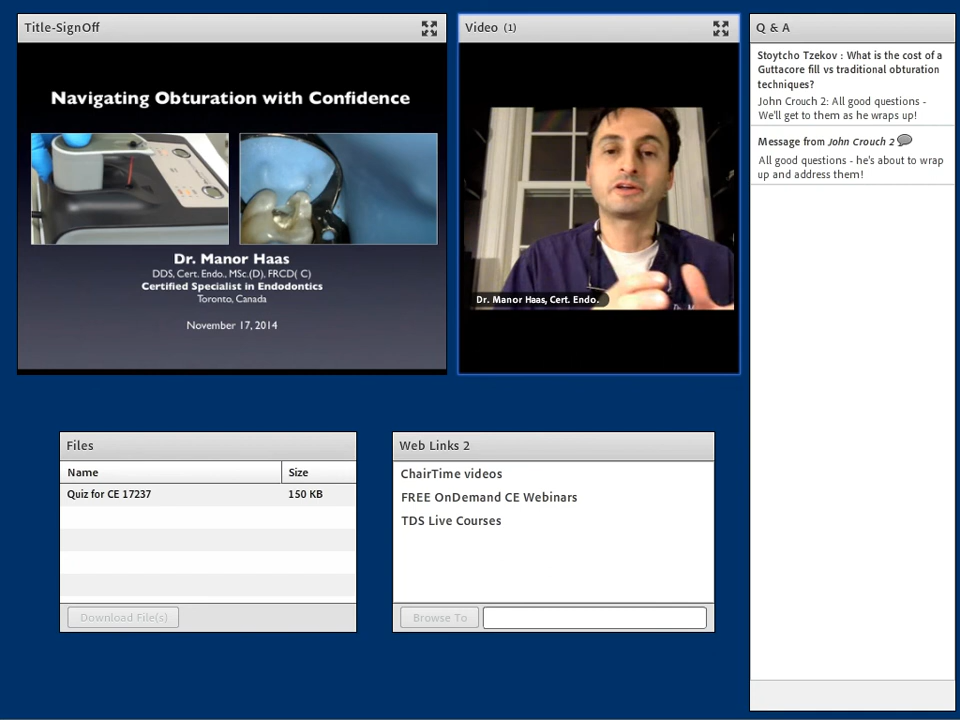 Title-SignOff
Navigating Obturation with Confidence
Dr. Manor Haas
DDS, Cert. Endo., MSc.(D), FRCD( C)
Certified Specialist in Endodontics
Toronto, Canada
November 17, 2014
Video (1)
Dr. Manor Haas, Cert. Endo.
Q & A
Stoytcho Tzekov : What is the cost of a
Guttacore fill vs traditional obturation
techniques?
John Crouch 2: All good questions -
We'll get to them as he wraps up!
Message from John Crouch 2
All good questions - he's about to wrap
up and address them!
Files
Name Size
Quiz for CE 17237 150 KB
Download File(s)
Web Links 2
ChairTime videos
FREE OnDemand CE Webinars
TDS Live Courses
Browse To